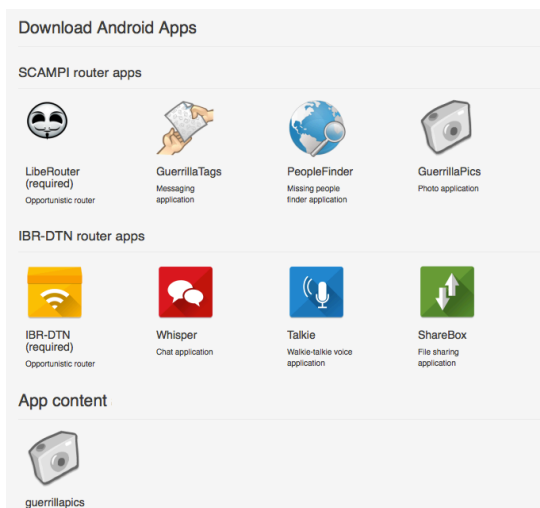 Download Android Apps
SCAMPI router apps
LibeRouter
(required)
Opportunistic router
GuerrillaTags
Messaging
application
PeopleFinder
Missing people
finder application
GuerrillaPics
Photo application
IBR-DTN router apps
IBR-DTN
(required)
Opportunistic router
Whisper
Chat application
Talkie
Walkie-talkie voice
application
ShareBox
File sharing
application
App content
guerrillapics